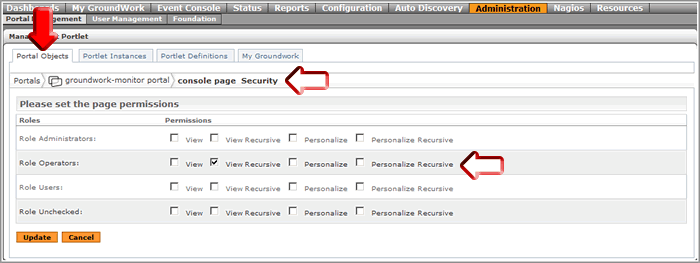 Dashboards My GroundWork Event Console Status Reports Configuration Auto Discovery Administration Nagios Resources
Portal Management User Management Foundation
Portlet
Portal Objects Portlet Instances Portlet Definitions My Groundwork
Portals groundwork-monitor portal console page Security
Please set the page permissions
Roles Permissions
Role Administrators: View View Recursive Personalize Personalize Recursive
Role Operators: View View Recursive Personalize Personalize Recursive
Role Users: View View Recursive Personalize Personalize Recursive
Role Unchecked: View View Recursive Personalize Personalize Recursive
Update Cancel